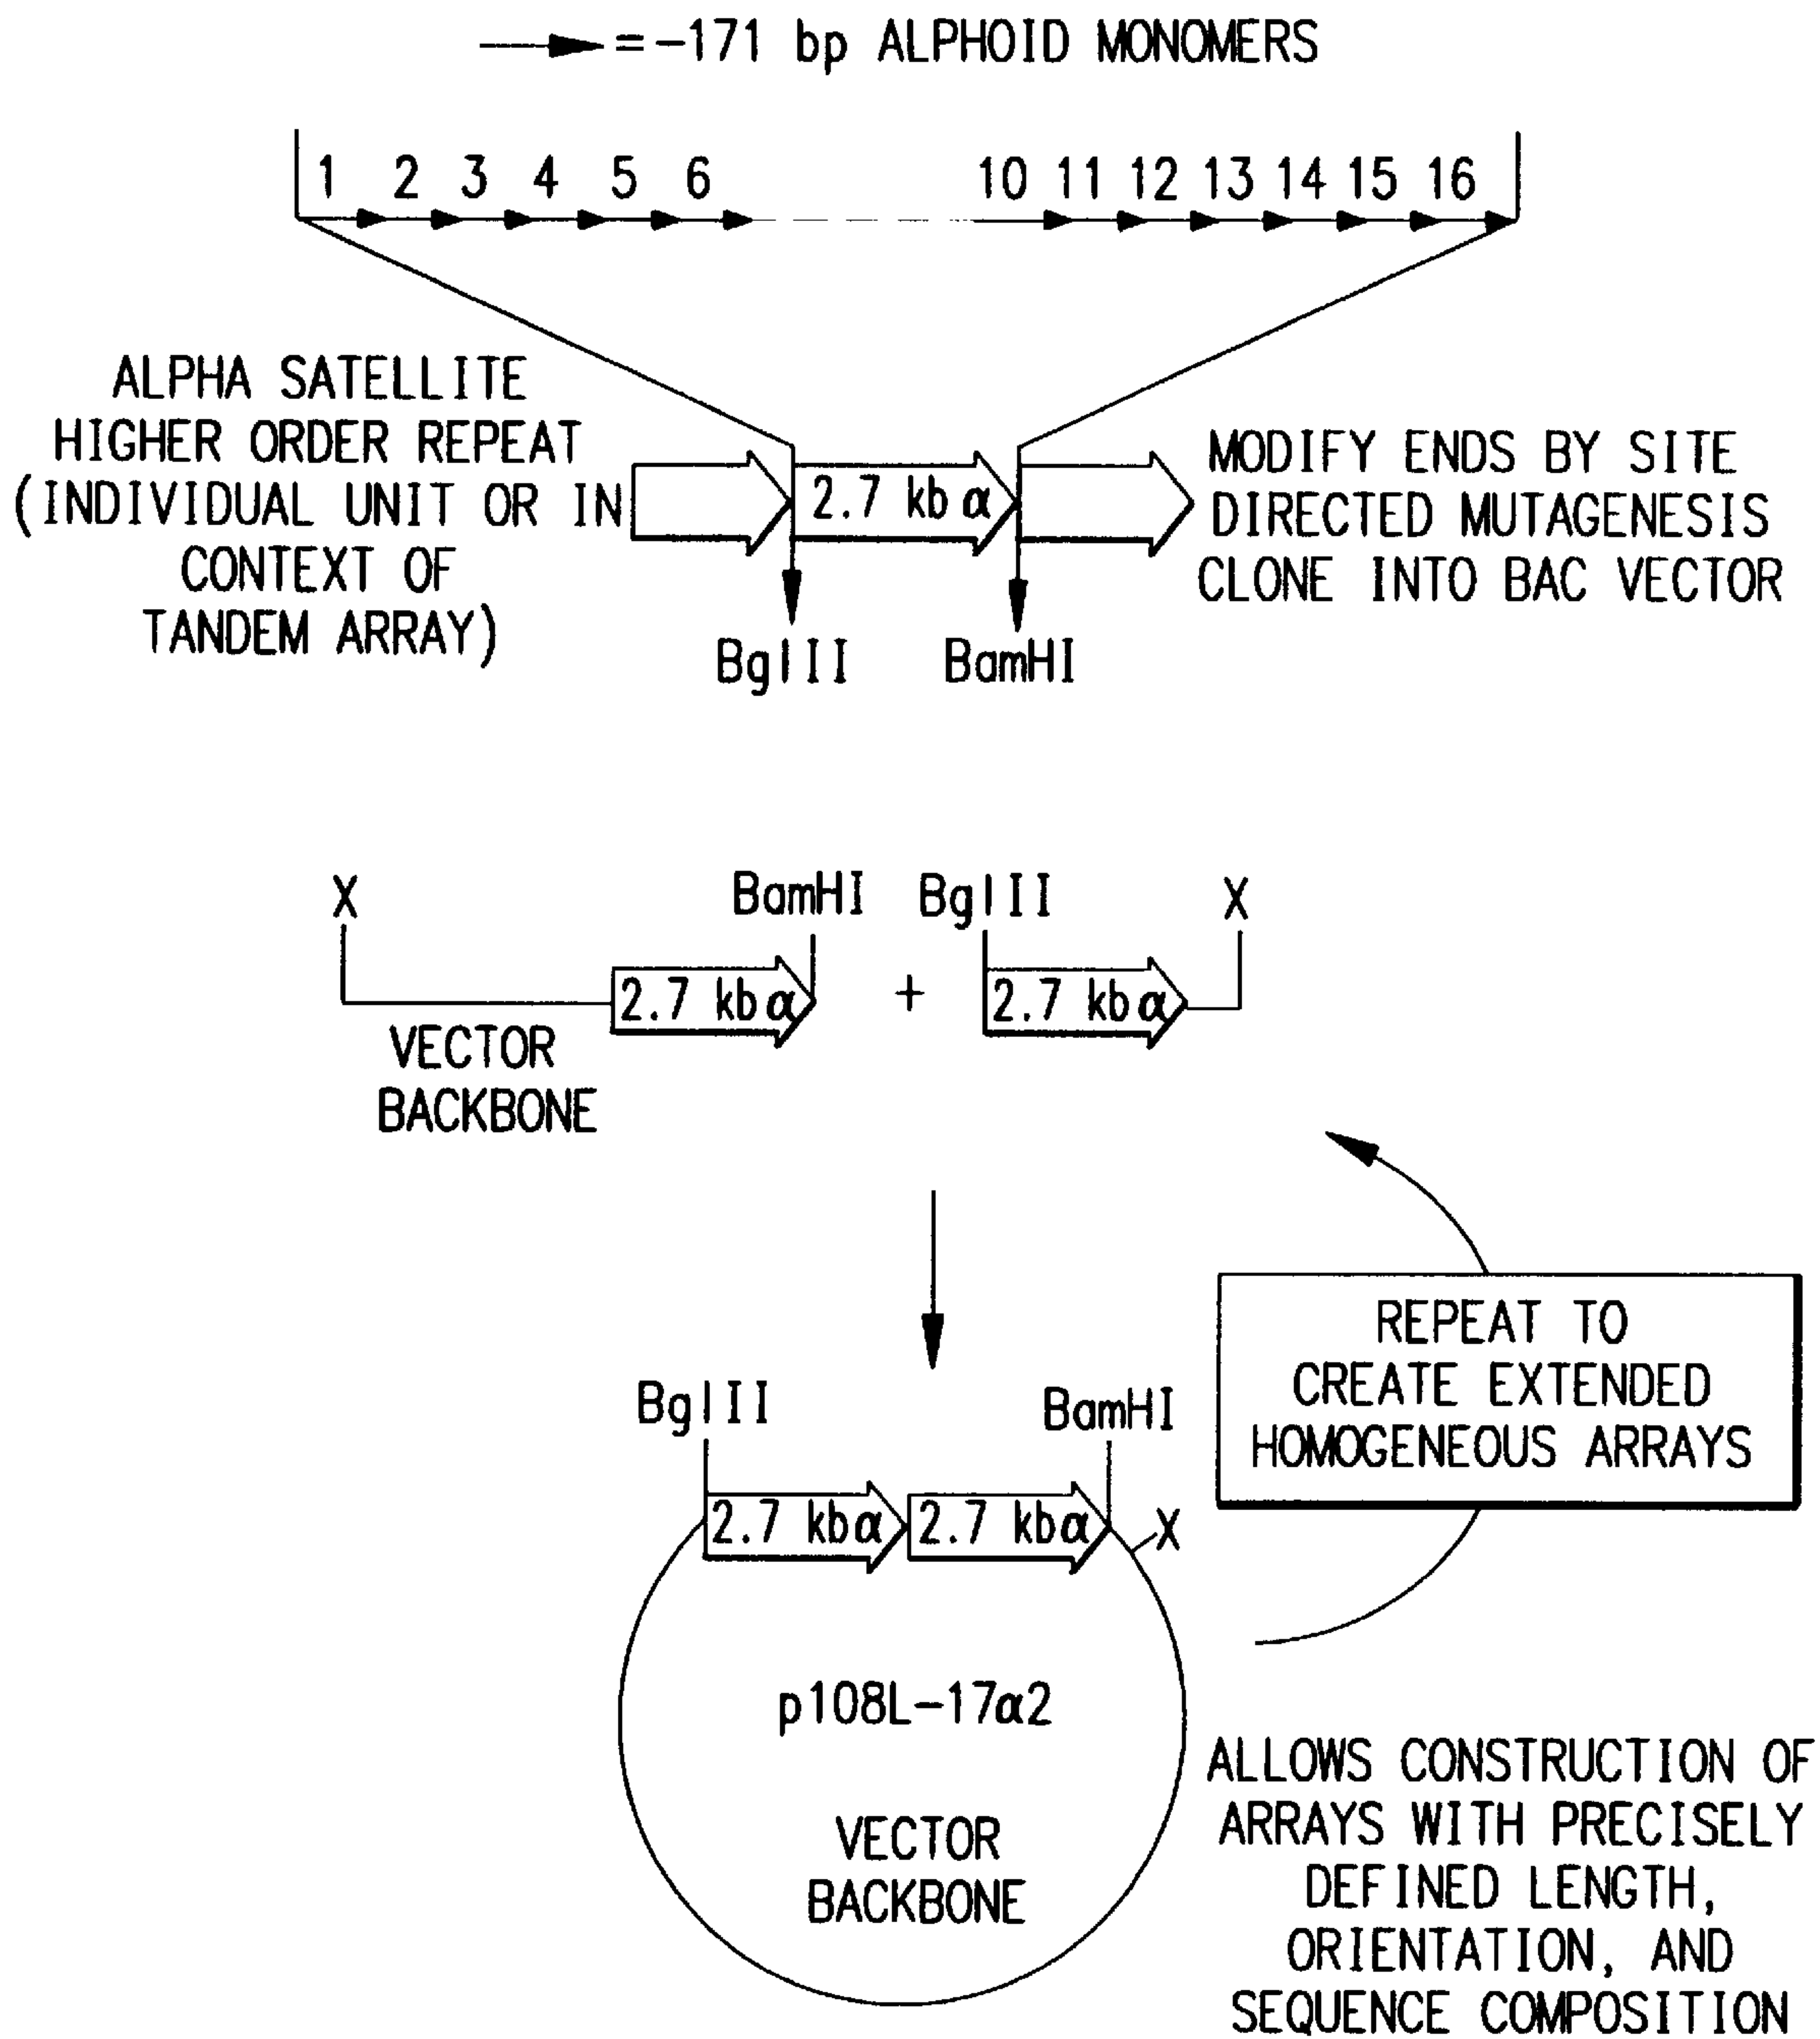 = -171 bp ALPHOID MONOMERS
1 2 3 4 5 6 10 11 12 13 14 15 16
ALPHA SATELLITE
HIGHER ORDER REPEAT
(INDIVIDUAL UNIT OR IN
CONTEXT OF
TANDEM ARRAY)
2.7 kb α
MODIFY ENDS BY SITE
DIRECTED MUTAGENESIS
CLONE INTO BAC VECTOR
BglII BamHI
X BamHI BglII X
2.7 kb α + 2.7 kb α
VECTOR
BACKBONE
REPEAT TO
CREATE EXTENDED
HOMOGENEOUS ARRAYS
BglII BamHI
2.7 kb α 2.7 kb α X
p108L-17α2
VECTOR
BACKBONE
ALLOWS CONSTRUCTION OF
ARRAYS WITH PRECISELY
DEFINED LENGTH,
ORIENTATION, AND
SEQUENCE COMPOSITION